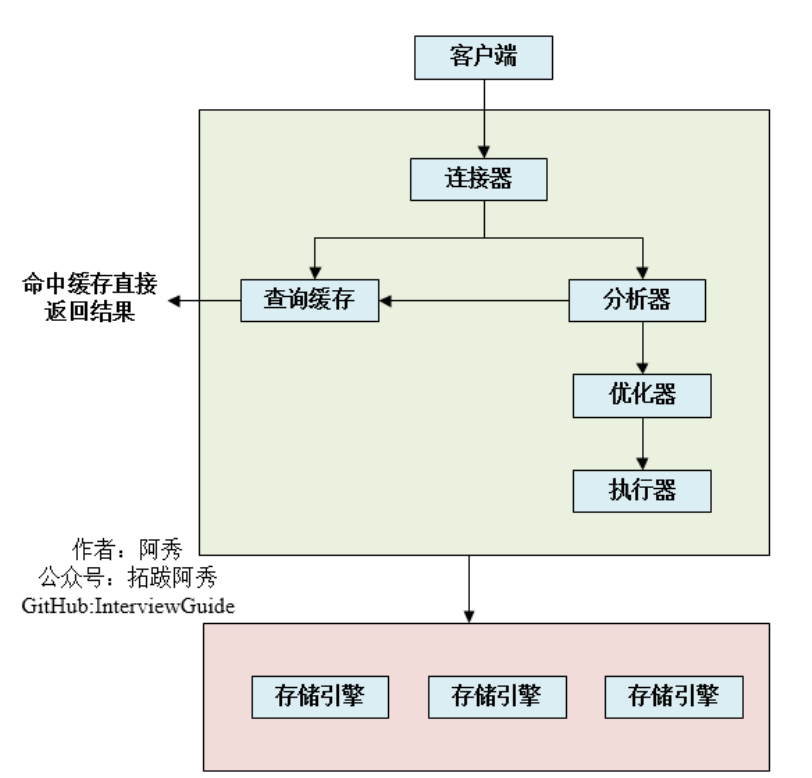 客户端
连接器
命中缓存直接
返回结果
查询缓存
分析器
优化器
执行器
作者：阿秀
公众号：拓跋阿秀
GitHub:InterviewGuide
存储引擎
存储引擎
存储引擎